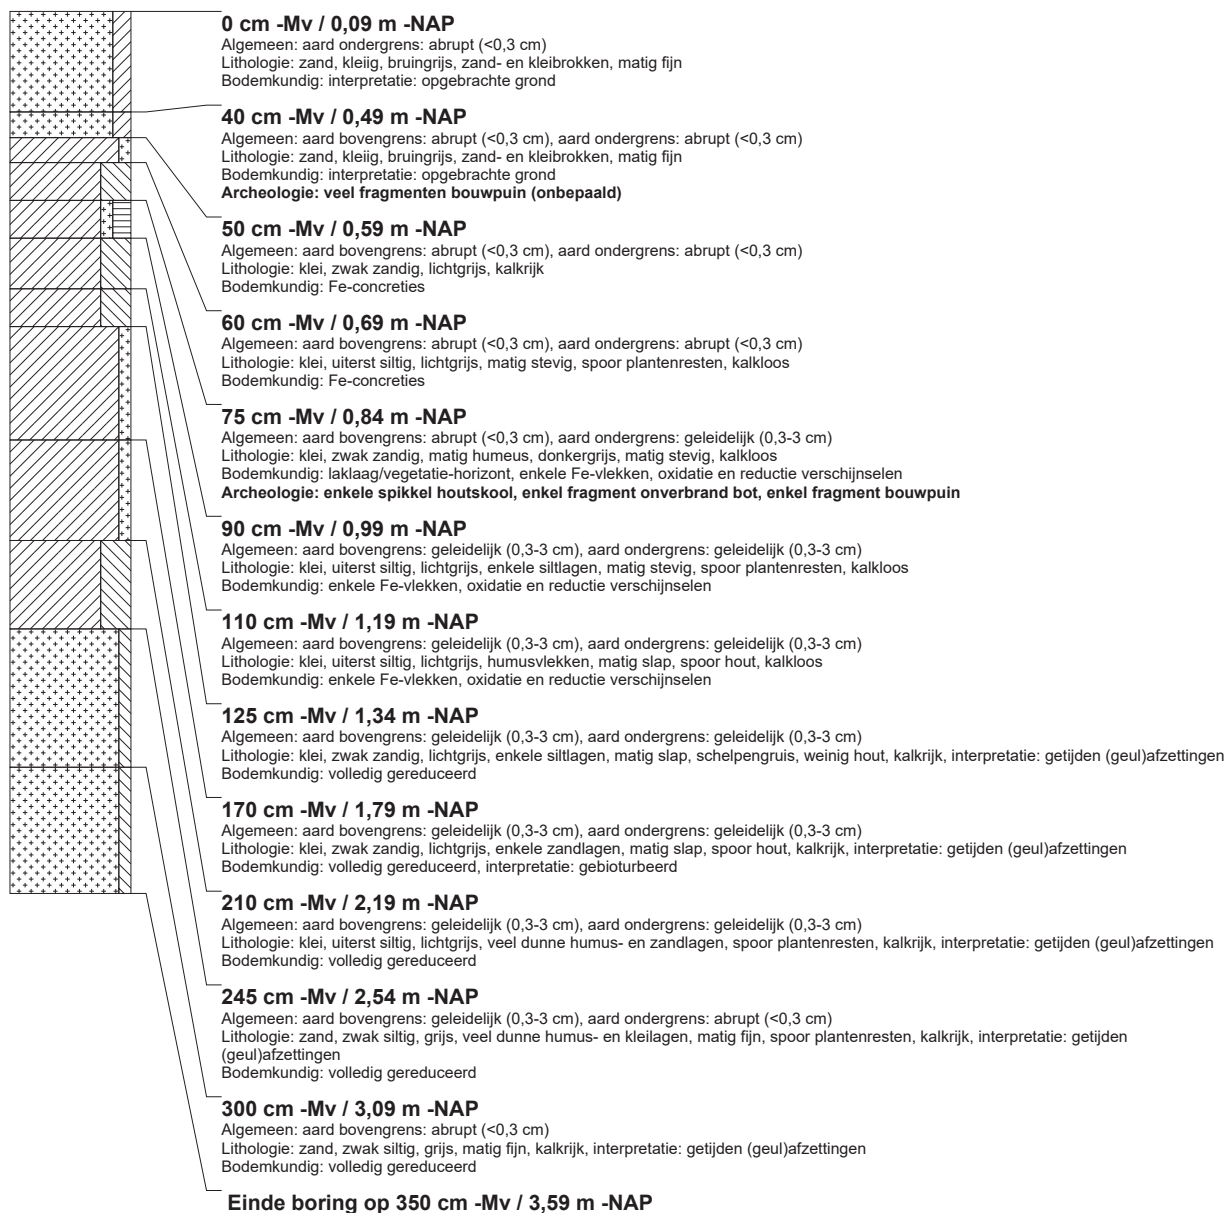 0 cm -Mv / 0,09 m -NAP
Algemeen: aard ondergrens: abrupt (<0,3 cm)
Lithologie: zand, kleiig, bruingrijs, zand- en kleibrokken, matig fijn
Bodemkundig: interpretatie: opgebrachte grond
40 cm -Mv / 0,49 m -NAP
Algemeen: aard bovengrens: abrupt (<0,3 cm), aard ondergrens: abrupt (<0,3 cm)
Lithologie: zand, kleiig, bruingrijs, zand- en kleibrokken, matig fijn
Bodemkundig: interpretatie: opgebrachte grond
Archeologie: veel fragmenten bouwpuin (onbepaald)
50 cm -Mv / 0,59 m -NAP
Algemeen: aard bovengrens: abrupt (<0,3 cm), aard ondergrens: abrupt (<0,3 cm)
Lithologie: klei, zwak zandig, lichtgrijs, kalkrijk
Bodemkundig: Fe-concreties
60 cm -Mv / 0,69 m -NAP
Algemeen: aard bovengrens: abrupt (<0,3 cm), aard ondergrens: abrupt (<0,3 cm)
Lithologie: klei, uiterst siltig, lichtgrijs, matig stevig, spoor plantenresten, kalkloos
Bodemkundig: Fe-concreties
75 cm -Mv / 0,84 m -NAP
Algemeen: aard bovengrens: abrupt (<0,3 cm), aard ondergrens: geleidelijk (0,3-3 cm)
Lithologie: klei, zwak zandig, matig humeus, donkergrijs, matig stevig, kalkloos
Bodemkundig: laklaag/vegetatie-horizont, enkele Fe-vlekken, oxidatie en reductie verschijnselen
Archeologie: enkele spikkel houtskool, enkel fragment onverbrand bot, enkel fragment bouwpuin
90 cm -Mv / 0,99 m -NAP
Algemeen: aard bovengrens: geleidelijk (0,3-3 cm), aard ondergrens: geleidelijk (0,3-3 cm)
Lithologie: klei, uiterst siltig, lichtgrijs, enkele siltlagen, matig stevig, spoor plantenresten, kalkloos
Bodemkundig: enkele Fe-vlekken, oxidatie en reductie verschijnselen
110 cm -Mv / 1,19 m -NAP
Algemeen: aard bovengrens: geleidelijk (0,3-3 cm), aard ondergrens: geleidelijk (0,3-3 cm)
Lithologie: klei, uiterst siltig, lichtgrijs, humusvlekken, matig slap, spoor hout, kalkloos
Bodemkundig: enkele Fe-vlekken, oxidatie en reductie verschijnselen
125 cm -Mv / 1,34 m -NAP
Algemeen: aard bovengrens: geleidelijk (0,3-3 cm), aard ondergrens: geleidelijk (0,3-3 cm)
Lithologie: klei, zwak zandig, lichtgrijs, enkele siltlagen, matig slap, schelpengruis, weinig hout, kalkrijk, interpretatie: getijden (geul)afzettingen
Bodemkundig: volledig gereduceerd
170 cm -Mv / 1,79 m -NAP
Algemeen: aard bovengrens: geleidelijk (0,3-3 cm), aard ondergrens: geleidelijk (0,3-3 cm)
Lithologie: klei, zwak zandig, lichtgrijs, enkele zandlagen, matig slap, spoor hout, kalkrijk, interpretatie: getijden (geul)afzettingen
Bodemkundig: volledig gereduceerd, interpretatie: gebioturbeerd
210 cm -Mv / 2,19 m -NAP
Algemeen: aard bovengrens: geleidelijk (0,3-3 cm), aard ondergrens: geleidelijk (0,3-3 cm)
Lithologie: klei, uiterst siltig, lichtgrijs, veel dunne humus- en zandlagen, spoor plantenresten, kalkrijk, interpretatie: getijden (geul)afzettingen
Bodemkundig: volledig gereduceerd
245 cm -Mv / 2,54 m -NAP
Algemeen: aard bovengrens: geleidelijk (0,3-3 cm), aard ondergrens: abrupt (<0,3 cm)
Lithologie: zand, zwak siltig, grijs, veel dunne humus- en kleilagen, matig fijn, spoor plantenresten, kalkrijk, interpretatie: getijden
(geul)afzettingen
Bodemkundig: volledig gereduceerd
300 cm -Mv / 3,09 m -NAP
Algemeen: aard bovengrens: abrupt (<0,3 cm)
Lithologie: zand, zwak siltig, grijs, matig fijn, kalkrijk, interpretatie: getijden (geul)afzettingen
Bodemkundig: volledig gereduceerd
Einde boring op 350 cm -Mv / 3,59 m -NAP